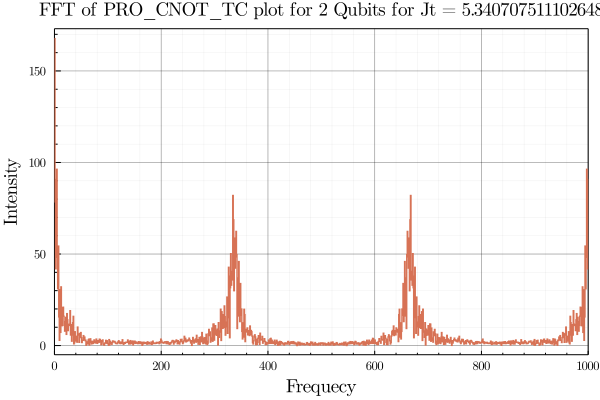 FFT of PRO_CNOT_TC plot for 2 Qubits for Jt = 5.340707511102648
Intensity
150
100
50
0
0 200 400 600 800 1000
Frequecy